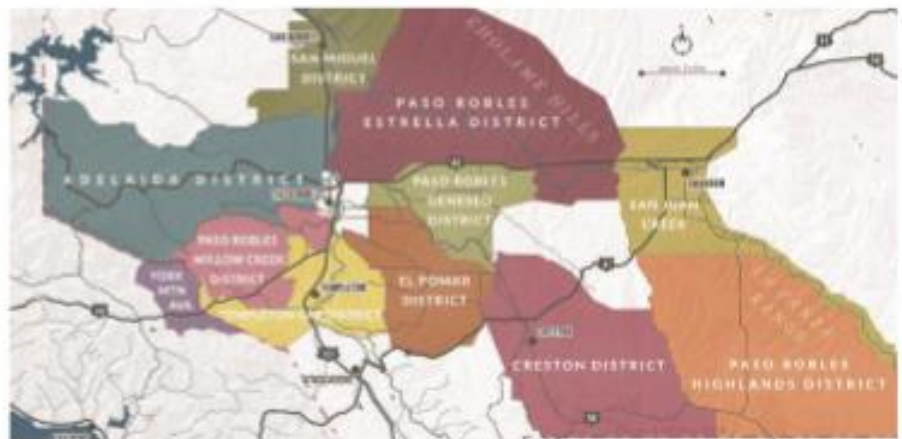 SAN MIGUEL
DISTRICT
CHOLAME HILLS
PASO ROBLES
ESTRELLA DISTRICT
ADELAIDA DISTRICT
PASO ROBLES
GENESEO
DISTRICT
SAN JUAN
CREEK
PASO ROBLES
WILLOW CREEK
DISTRICT
YORK
MTN.
AVA
TEMPLETON
EL POMAR
DISTRICT
CRESTON
CRESTON DISTRICT
PASO ROBLES
HIGHLANDS DISTRICT